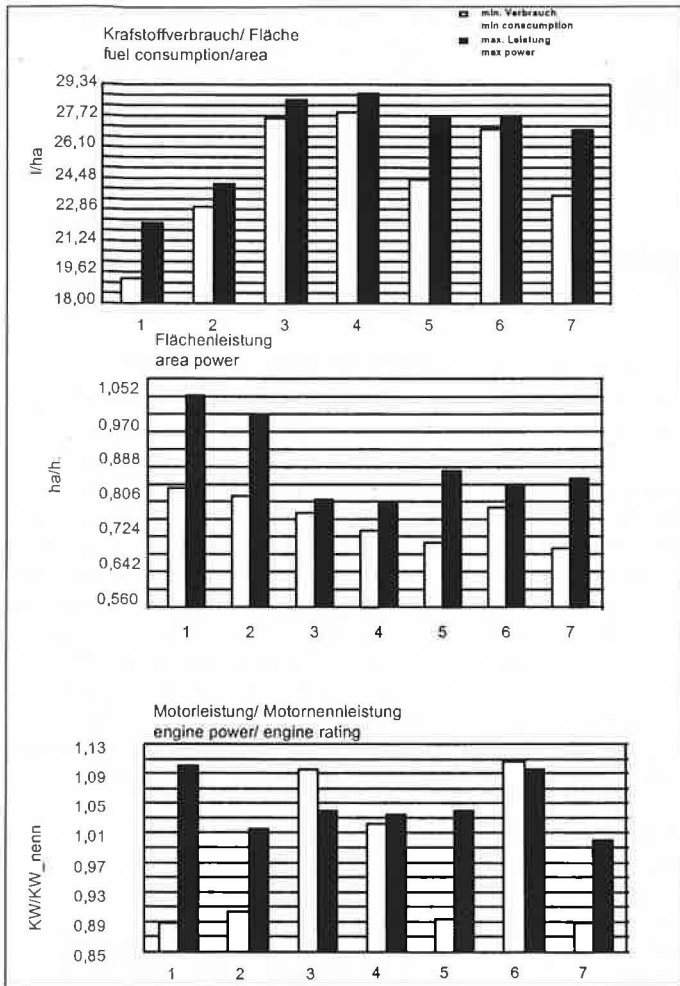 min. Verbrauch
min conscumption
max. Leistung
max power
Krafstoffverbrauch/ Fläche
fuel consumption/area
l/ha
29,34
27,72
26,10
24,48
22,86
21,24
19,62
18,00
1 2 3 4 5 6 7
Flächenleistung
area power
ha/h.
1,052
0,970
0,888
0,806
0,724
0,642
0,560
1 2 3 4 5 6 7
Motorleistung/ Motornennleistung
engine power/ engine rating
KW/KW_nenn
1,13
1,09
1,05
1,01
0,97
0,93
0,89
0,85
1 2 3 4 5 6 7